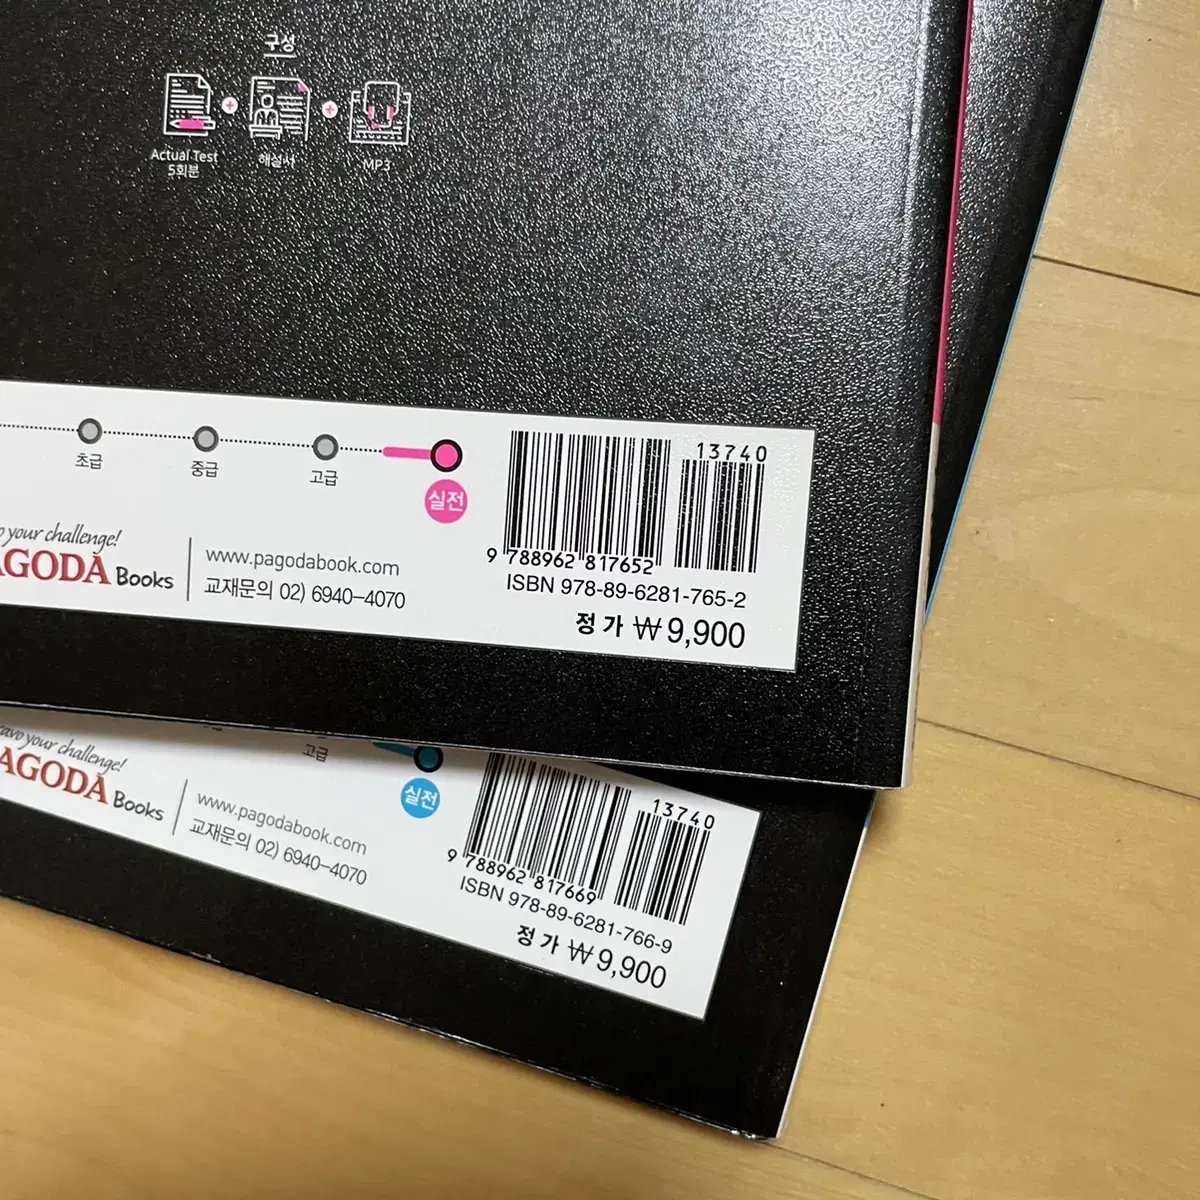 구성
Actual Test
5회분
해설서
MP3
초급
중급
고급
실전
13740
9 788962 817652
ISBN 978-89-6281-765-2
정 가 ₩9,900
your challenge!
AGODA Books
www.pagodabook.com
교재문의 02) 6940-4070
고급
실전
13740
9 788962 817669
ISBN 978-89-6281-766-9
정 가 ₩9,900
avo your challenge!
PAGODA Books
www.pagodabook.com
교재문의 02) 6940-4070